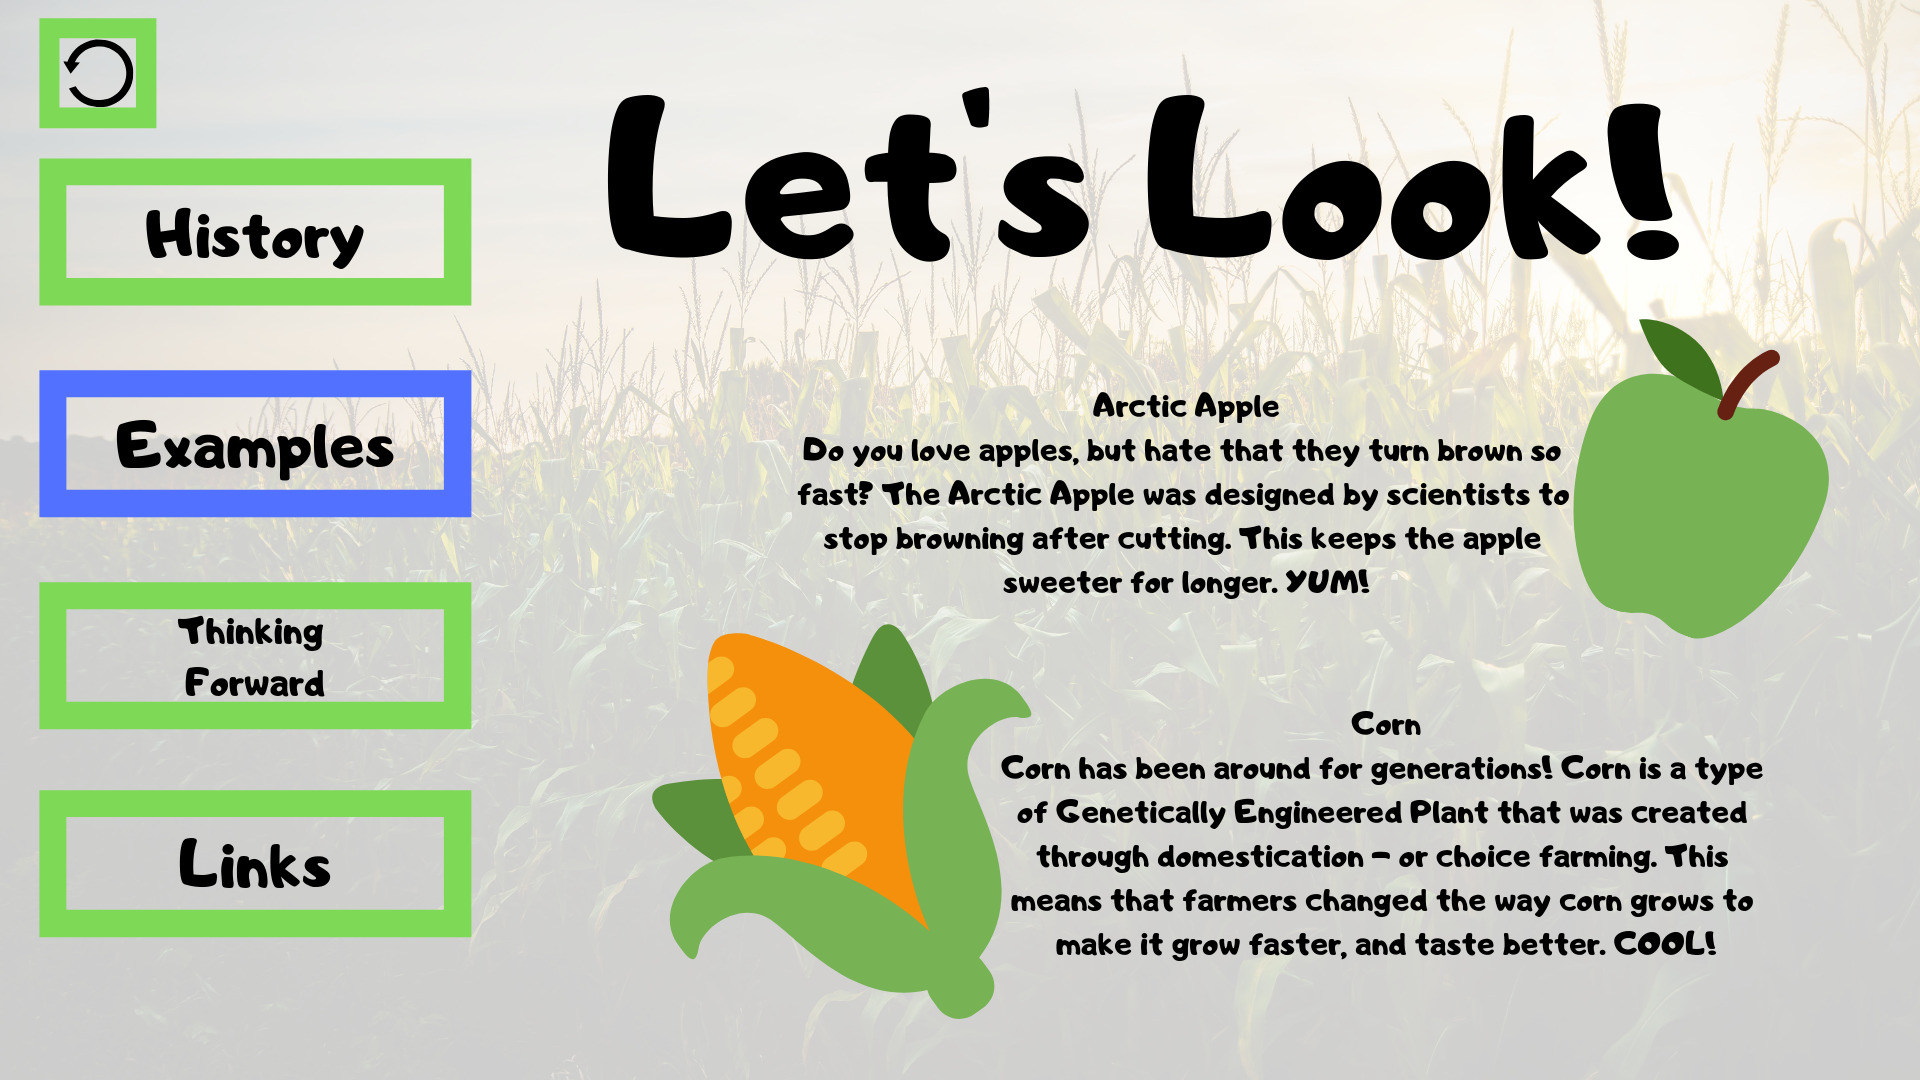 Let's Look!
History
Examples
Thinking
Forward
Links
Arctic Apple
Do you love apples, but hate that they turn brown so
fast? The Arctic Apple was designed by scientists to
stop browning after cutting. This keeps the apple
sweeter for longer. YUM!
Corn
Corn has been around for generations! Corn is a type
of Genetically Engineered Plant that was created
through domestication – or choice farming. This
means that farmers changed the way corn grows to
make it grow faster, and taste better. COOL!